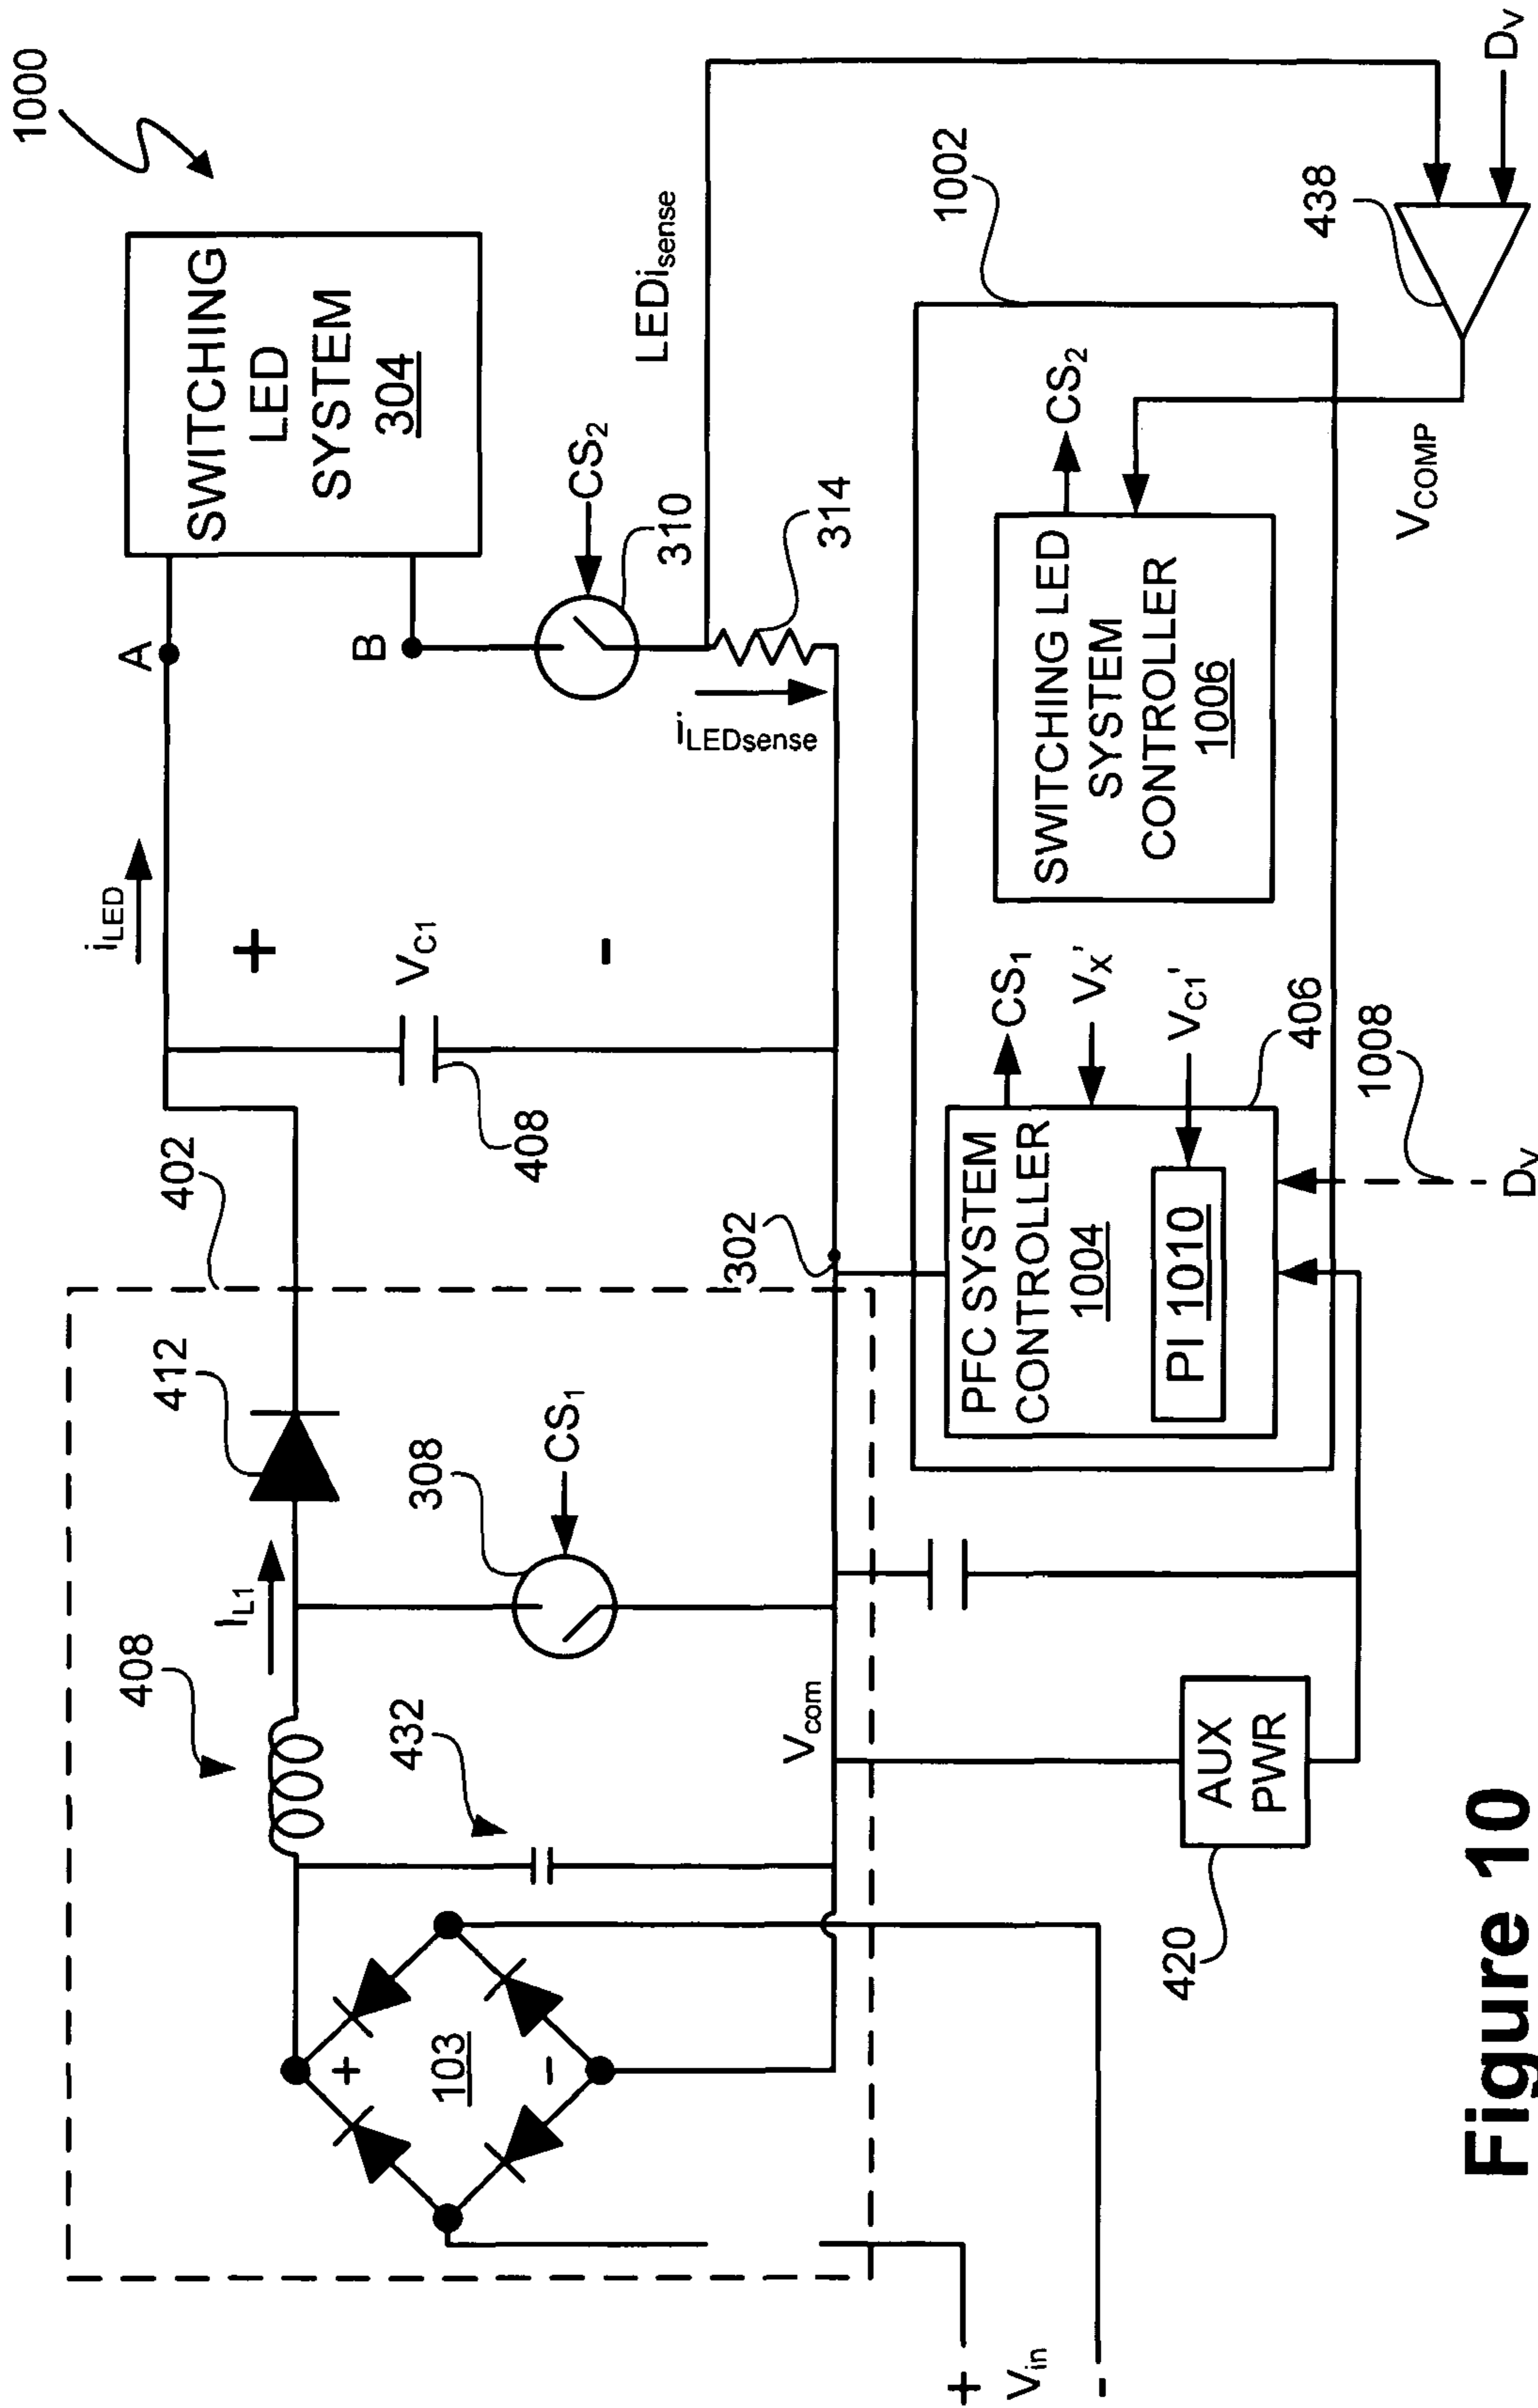 1000
SWITCHING
LED
SYSTEM
304
A
B
iLED
+
VC1
-
CS2
310
314
iLEDsense
LEDisense
402
412
408
IL1
308
CS1
408
432
+
103
-
Vcom
302
1002
PFC SYSTEM
CONTROLLER
1004
PI 1010
CS1
VX'
VC1'
406
1008
DV
SWITCHING LED
SYSTEM
CONTROLLER
1006
CS2
438
DV
VCOMP
AUX
PWR
420
+
Vin
-
Figure 10